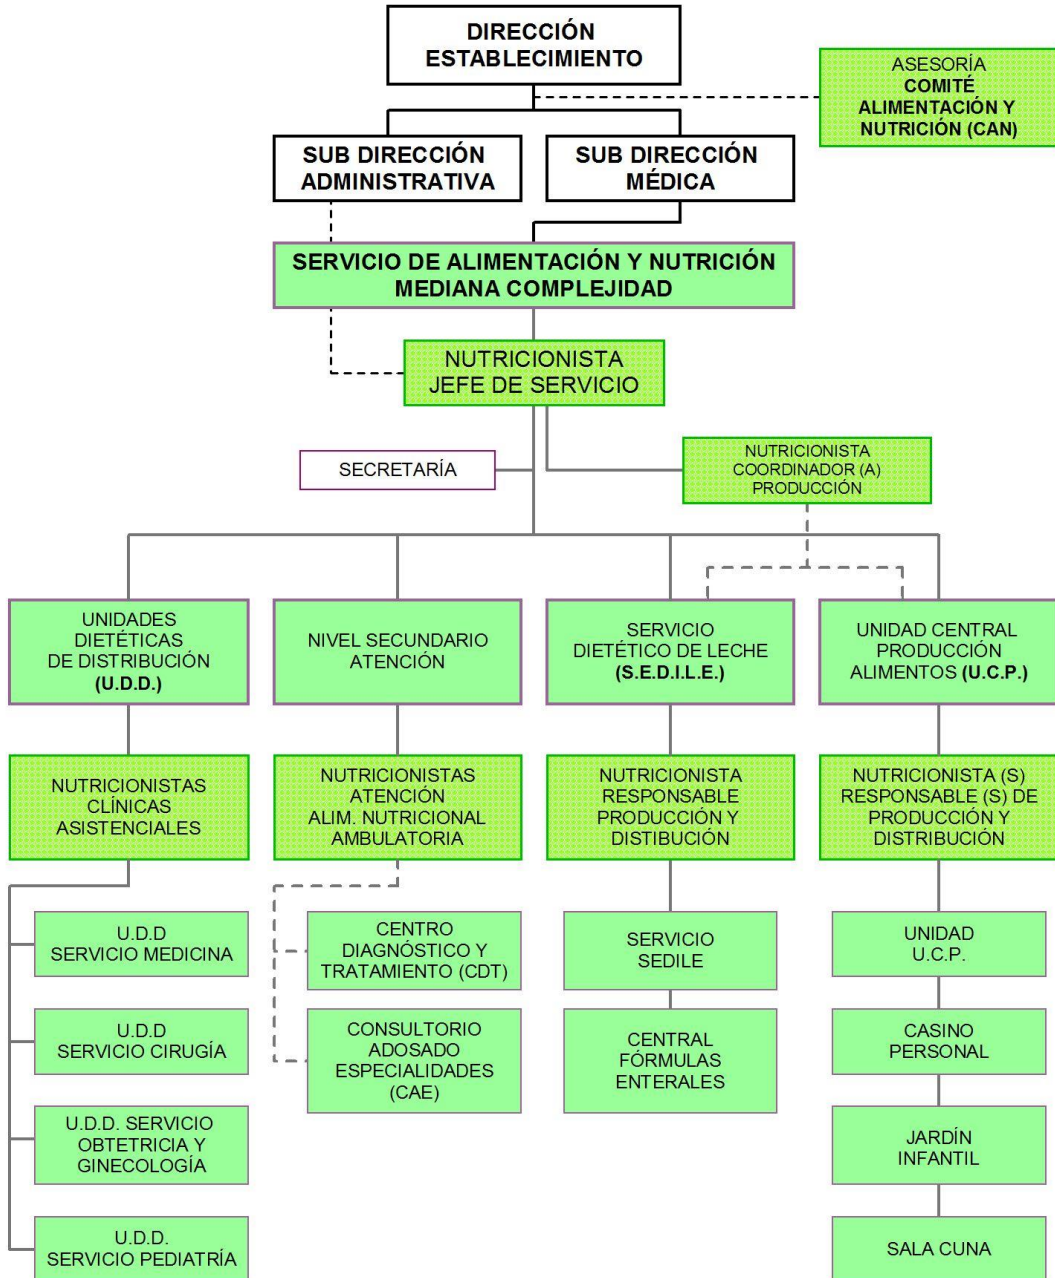 DIRECCIÓN
ESTABLECIMIENTO
ASESORÍA
COMITÉ
ALIMENTACIÓN Y
NUTRICIÓN (CAN)
SUB DIRECCIÓN
ADMINISTRATIVA
SUB DIRECCIÓN
MÉDICA
SERVICIO DE ALIMENTACIÓN Y NUTRICIÓN
MEDIANA COMPLEJIDAD
NUTRICIONISTA
JEFE DE SERVICIO
SECRETARÍA
NUTRICIONISTA
COORDINADOR (A)
PRODUCCIÓN
UNIDADES
DIETÉTICAS
DE DISTRIBUCIÓN
(U.D.D.)
NIVEL SECUNDARIO
ATENCIÓN
SERVICIO
DIETÉTICO DE LECHE
(S.E.D.I.L.E.)
UNIDAD CENTRAL
PRODUCCIÓN
ALIMENTOS (U.C.P.)
NUTRICIONISTAS
CLÍNICAS
ASISTENCIALES
NUTRICIONISTAS
ATENCIÓN
ALIM. NUTRICIONAL
AMBULATORIA
NUTRICIONISTA
RESPONSABLE
PRODUCCIÓN Y
DISTIBUCIÓN
NUTRICIONISTA (S)
RESPONSABLE (S) DE
PRODUCCIÓN Y
DISTRIBUCIÓN
U.D.D
SERVICIO MEDICINA
CENTRO
DIAGNÓSTICO Y
TRATAMIENTO (CDT)
SERVICIO
SEDILE
UNIDAD
U.C.P.
U.D.D
SERVICIO CIRUGÍA
CONSULTORIO
ADOSADO
ESPECIALIDADES
(CAE)
CENTRAL
FÓRMULAS
ENTERALES
CASINO
PERSONAL
U.D.D. SERVICIO
OBTETRICIA Y
GINECOLOGÍA
JARDÍN
INFANTIL
U.D.D.
SERVICIO PEDIATRÍA
SALA CUNA